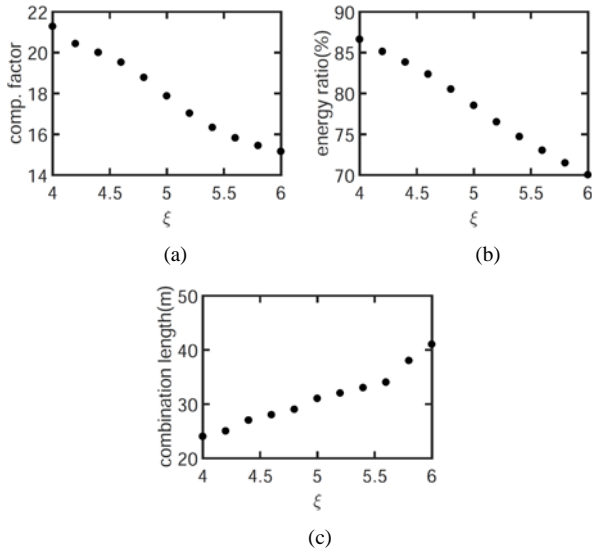 22
20
18
16
14
comp. factor
4 4.5 5 5.5 6
ξ
(a)
90
85
80
75
70
energy ratio(%)
4 4.5 5 5.5 6
ξ
(b)
50
40
30
20
combination length(m)
4 4.5 5 5.5 6
ξ
(c)